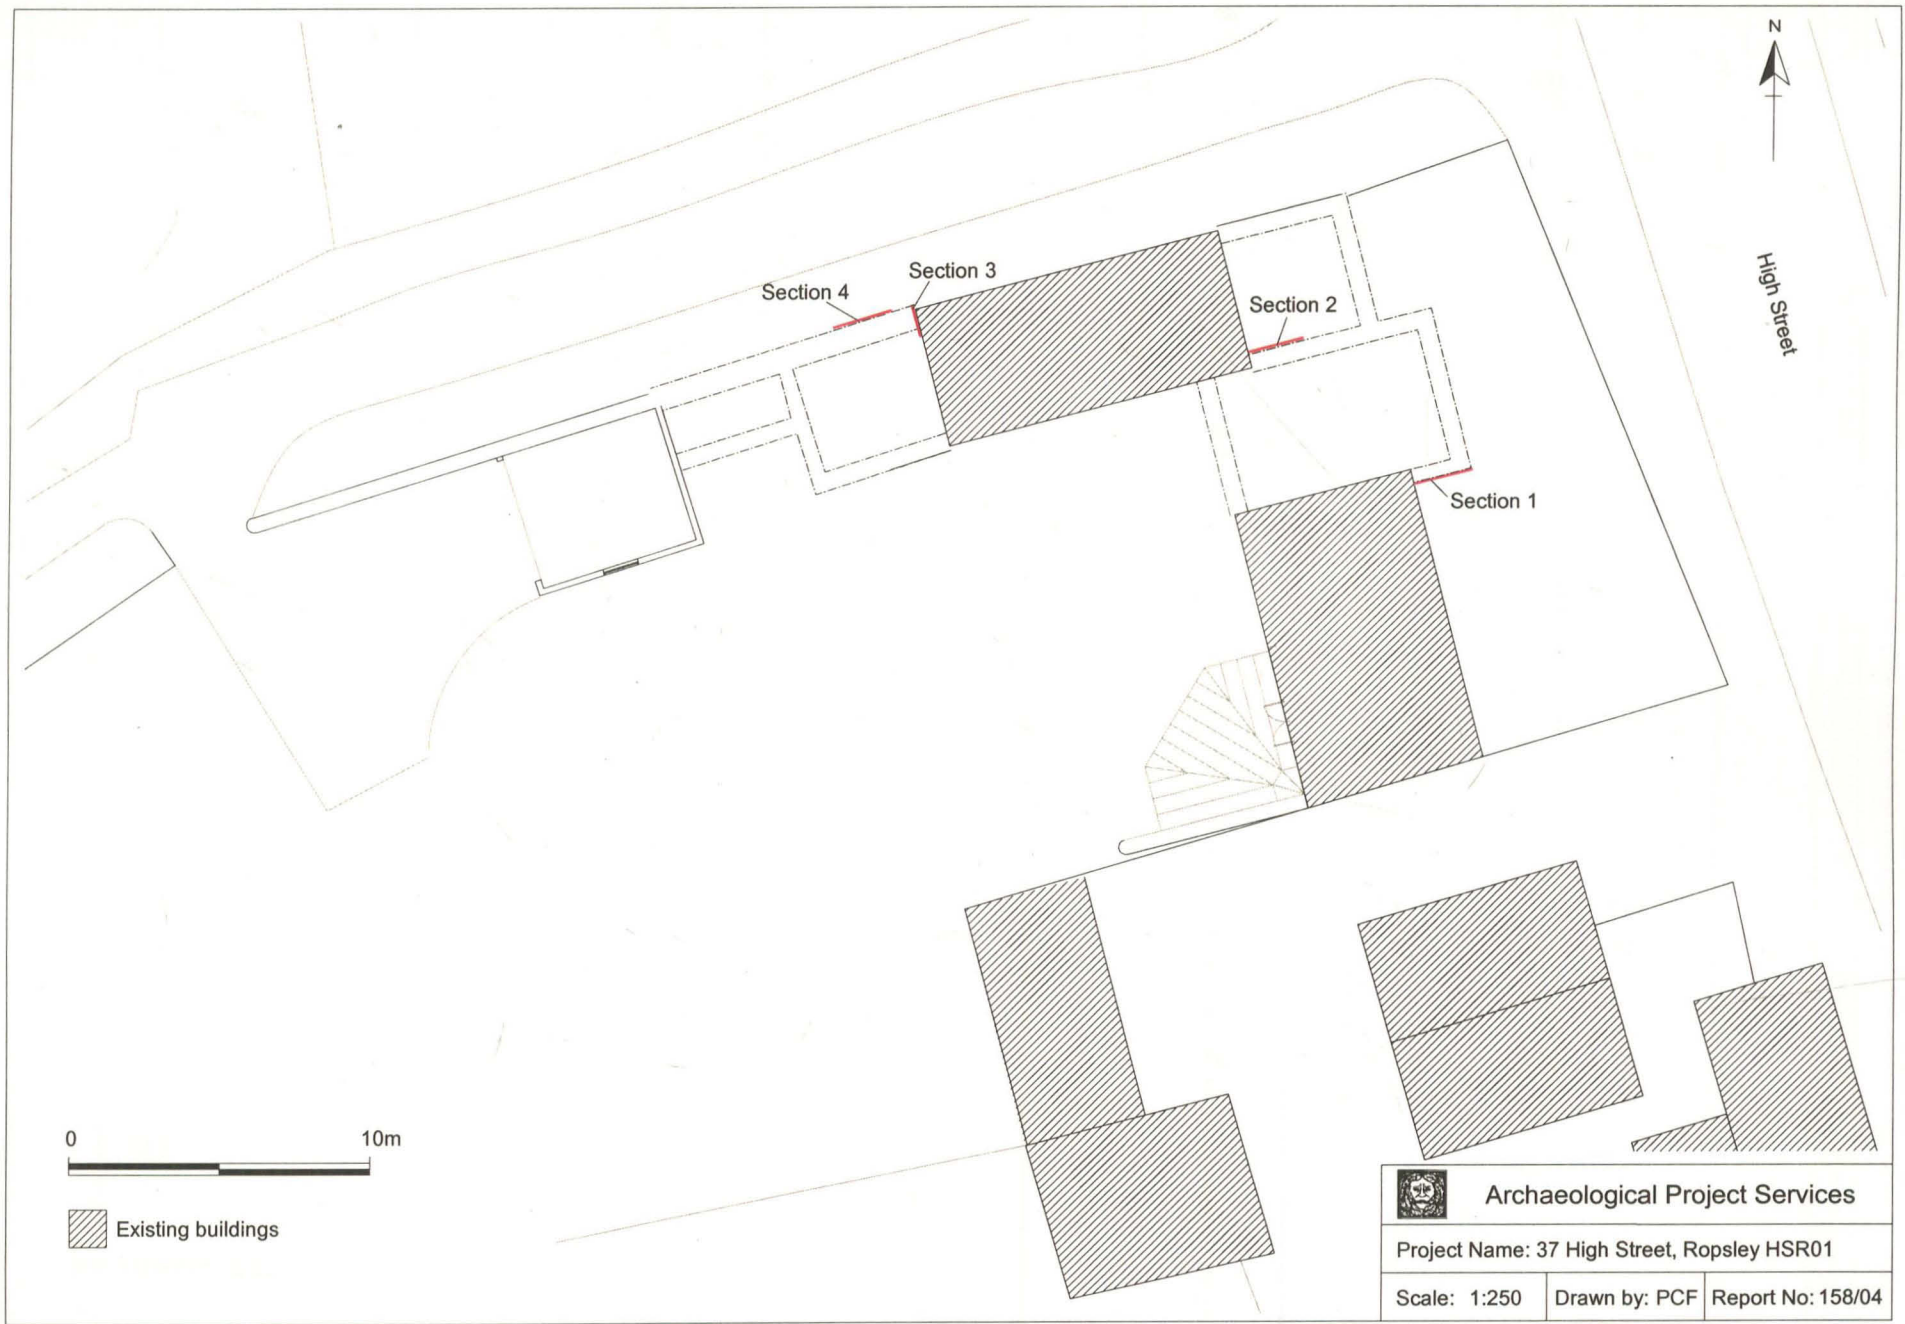 N
High Street
Section 3
Section 4
Section 2
Section 1
0 10m
Existing buildings
Archaeological Project Services
Project Name: 37 High Street, Ropsley HSR01
Scale: 1:250 Drawn by: PCF Report No: 158/04